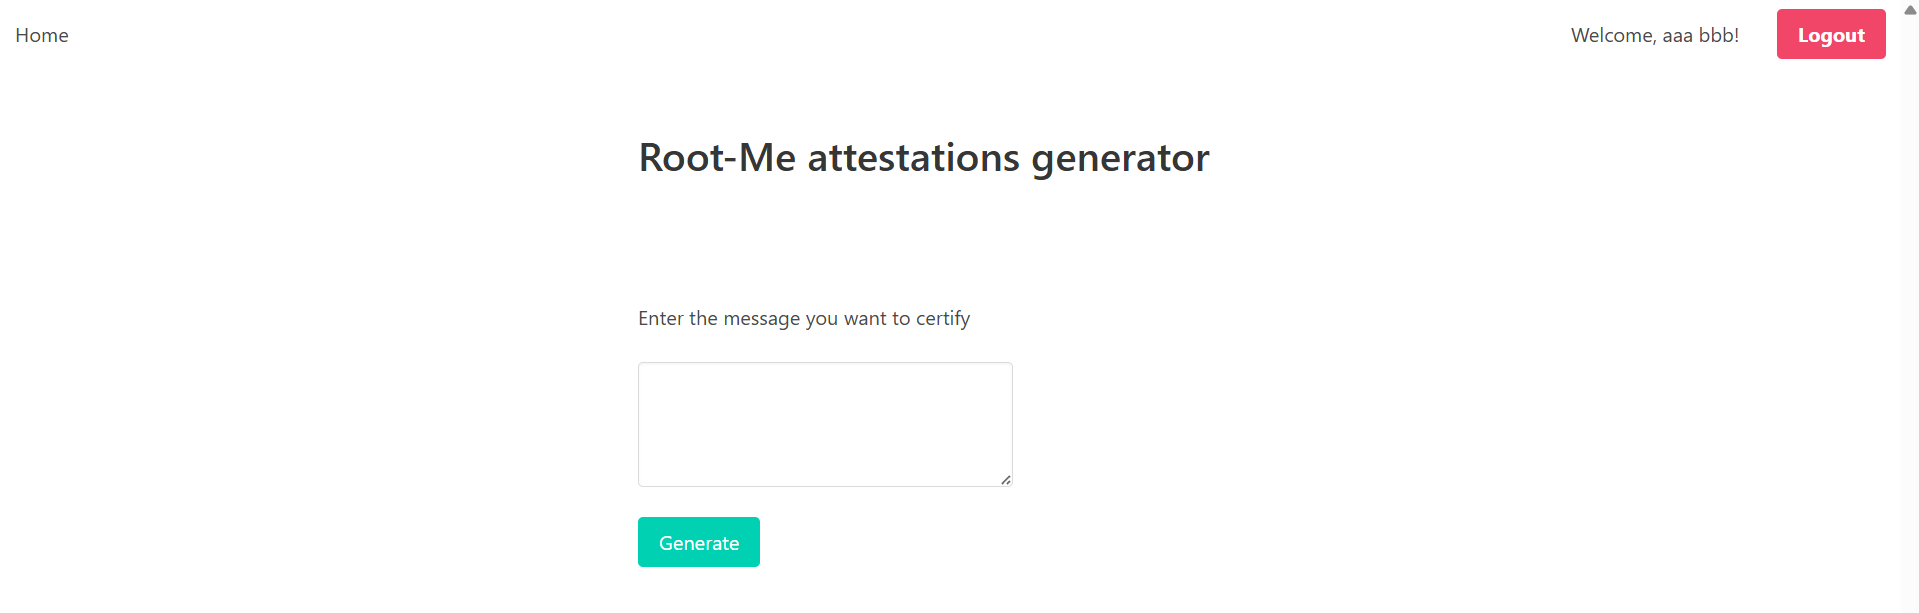 Home
Welcome, aaa bbb!
Logout
Root-Me attestations generator
Enter the message you want to certify
Generate